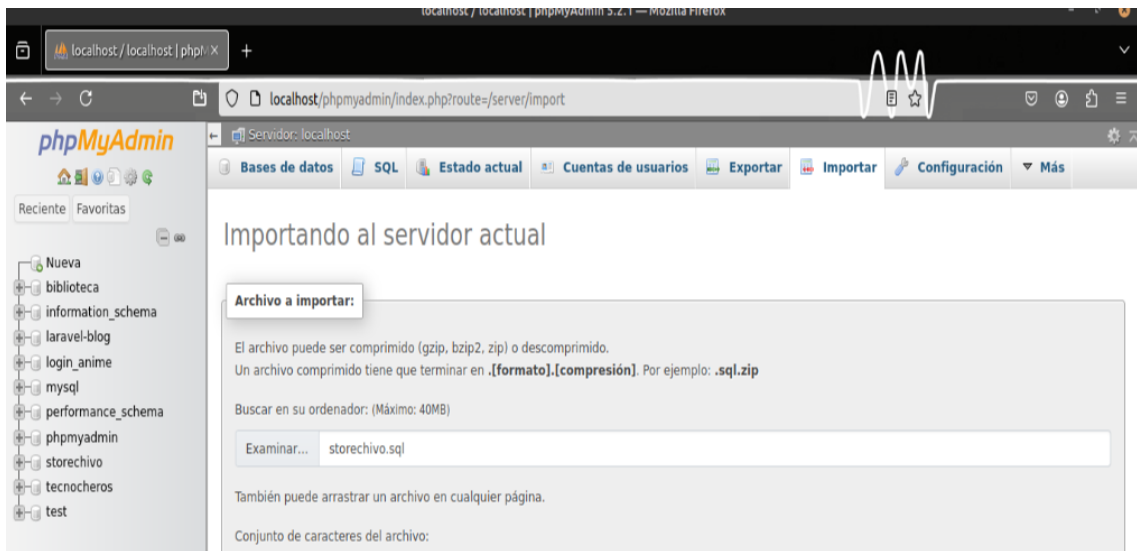 localhost / localhost | phpMyAdmin 5.2.1 — Mozilla Firefox
localhost / localhost | phpM
localhost/phpmyadmin/index.php?route=/server/import
phpMyAdmin
Reciente Favoritas
Nueva
biblioteca
information_schema
laravel-blog
login_anime
mysql
performance_schema
phpmyadmin
storechivo
tecnocheros
test
Servidor: localhost
Bases de datos SQL Estado actual Cuentas de usuarios Exportar Importar Configuración Más
Importando al servidor actual
Archivo a importar:
El archivo puede ser comprimido (gzip, bzip2, zip) o descomprimido.
Un archivo comprimido tiene que terminar en .[formato].[compresión]. Por ejemplo: .sql.zip
Buscar en su ordenador: (Máximo: 40MB)
Examinar... storechivo.sql
También puede arrastrar un archivo en cualquier página.
Conjunto de caracteres del archivo: